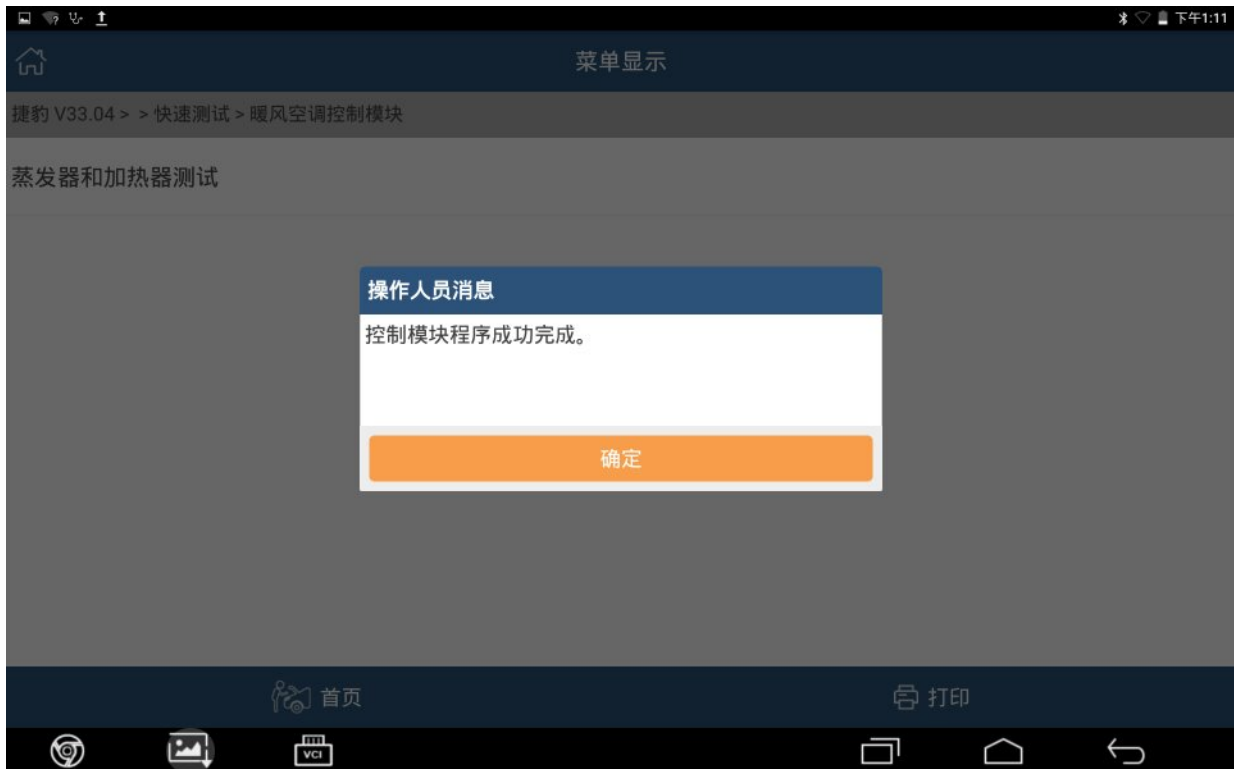 下午1:11
菜单显示
捷豹 V33.04 > > 快速测试 > 暖风空调控制模块
蒸发器和加热器测试
操作人员消息
控制模块程序成功完成。
确定
首页
打印
VCI